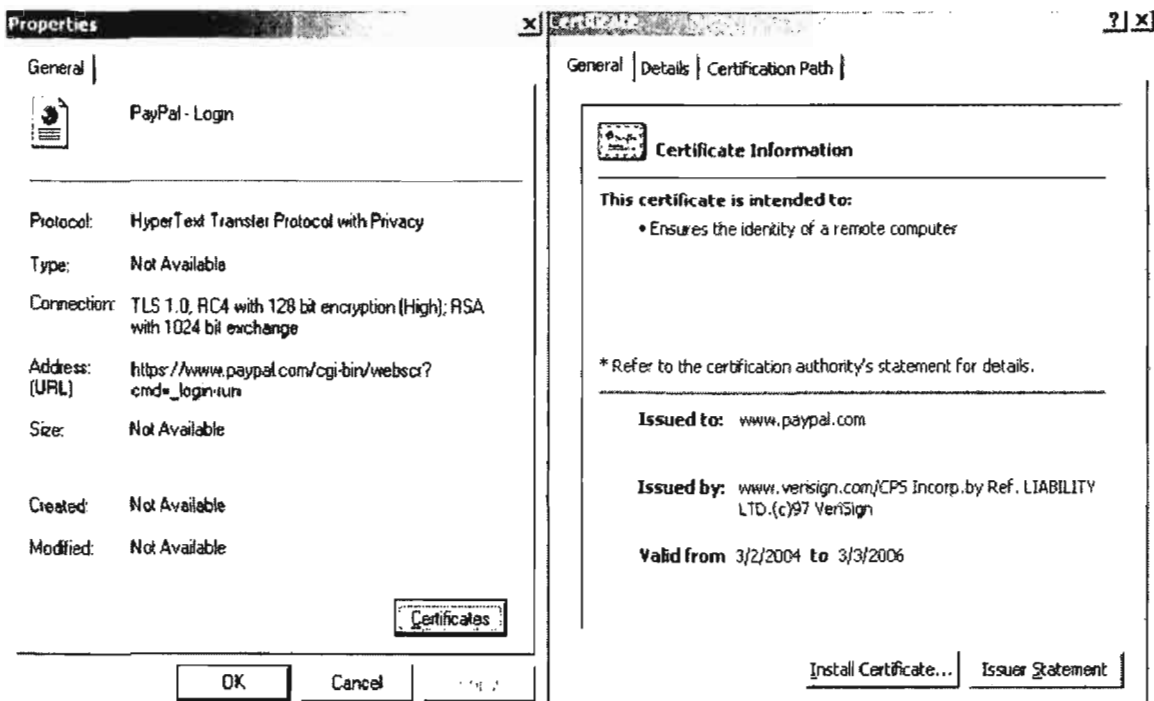 Properties
General
PayPal - Login
Protocol: HyperText Transfer Protocol with Privacy
Type: Not Available
Connection: TLS 1.0, RC4 with 128 bit encryption (High); RSA
with 1024 bit exchange
Address: https://www.paypal.com/cgi-bin/webscr?
(URL) cmd=_login-run
Size: Not Available
Created: Not Available
Modified: Not Available
Certificates
OK Cancel
Certificate
General Details Certification Path
Certificate Information
This certificate is intended to:
• Ensures the identity of a remote computer
* Refer to the certification authority's statement for details.
Issued to: www.paypal.com
Issued by: www.verisign.com/CPS Incorp.by Ref. LIABILITY
LTD.(c)97 VeriSign
Valid from 3/2/2004 to 3/3/2006
Install Certificate... Issuer Statement